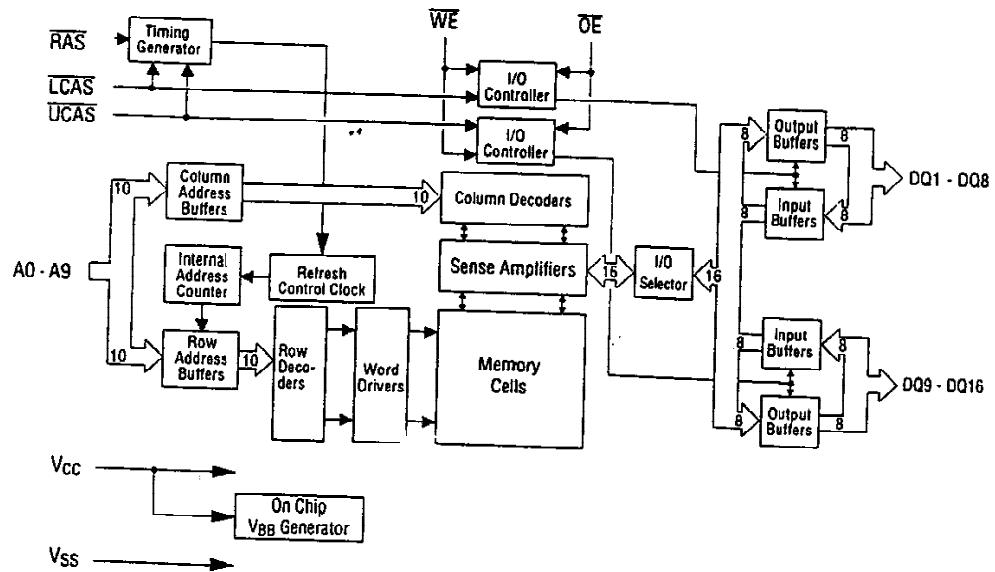 WE
OE
RAS
Timing
Generator
LCAS
UCAS
I/O
Controller
I/O
Controller
Output
Buffers
8
8
Input
Buffers
8
8
DQ1 - DQ8
Column
Address
Buffers
10
10
Column Decoders
A0 - A9
Internal
Address
Counter
Refresh
Control Clock
Sense Amplifiers
16
I/O
Selector
16
Row
Address
Buffers
10
10
Row
Deco-
ders
Word
Drivers
Memory
Cells
Input
Buffers
8
8
Output
Buffers
8
8
DQ9 - DQ16
VCC
On Chip
VBB Generator
VSS